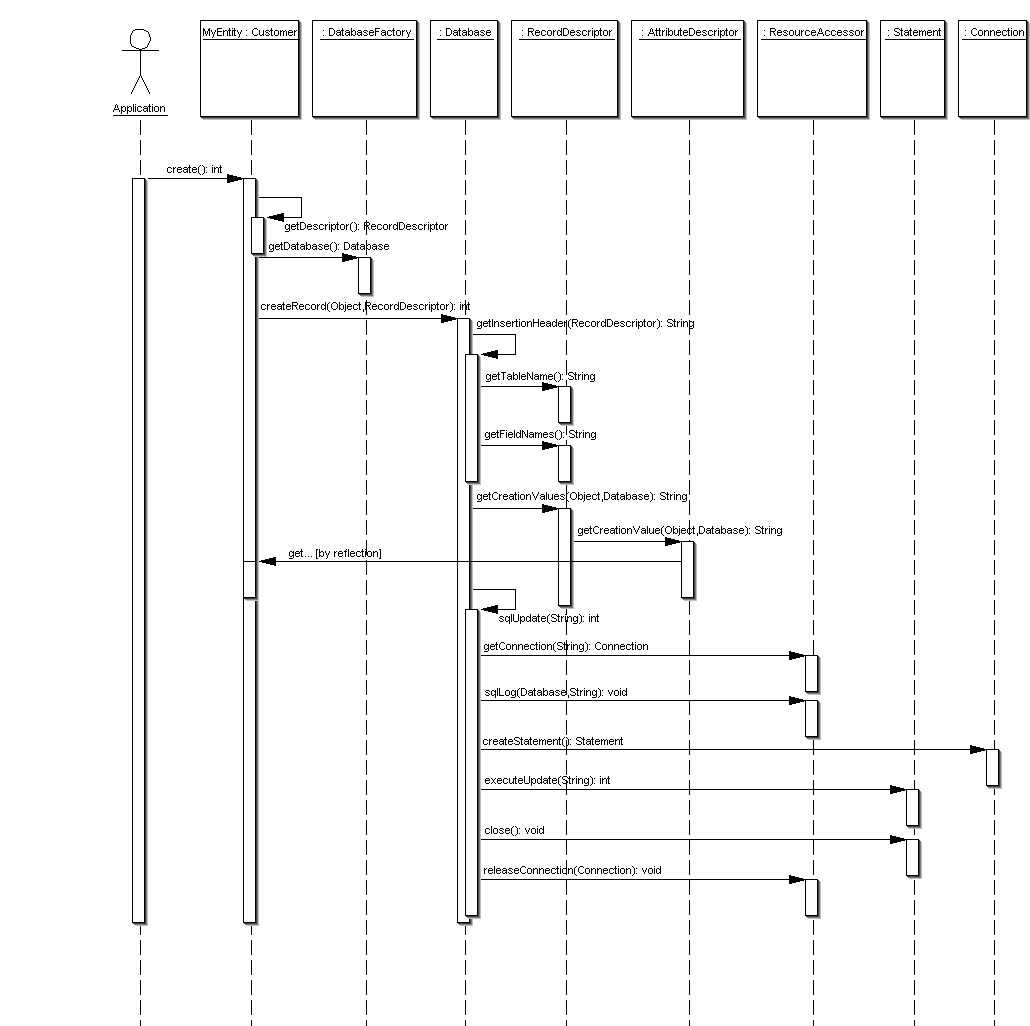 MyEntity : Customer
: DatabaseFactory
: Database
: RecordDescriptor
: AttributeDescriptor
: ResourceAccessor
: Statement
: Connection
Application
create(): int
getDescriptor(): RecordDescriptor
getDatabase(): Database
createRecord(Object,RecordDescriptor): int
getInsertionHeader(RecordDescriptor): String
getTableName(): String
getFieldNames(): String
getCreationValues(Object,Database): String
getCreationValue(Object,Database): String
get... [by reflection]
sqlUpdate(String): int
getConnection(String): Connection
sqlLog(Database,String): void
createStatement(): Statement
executeUpdate(String): int
close(): void
releaseConnection(Connection): void